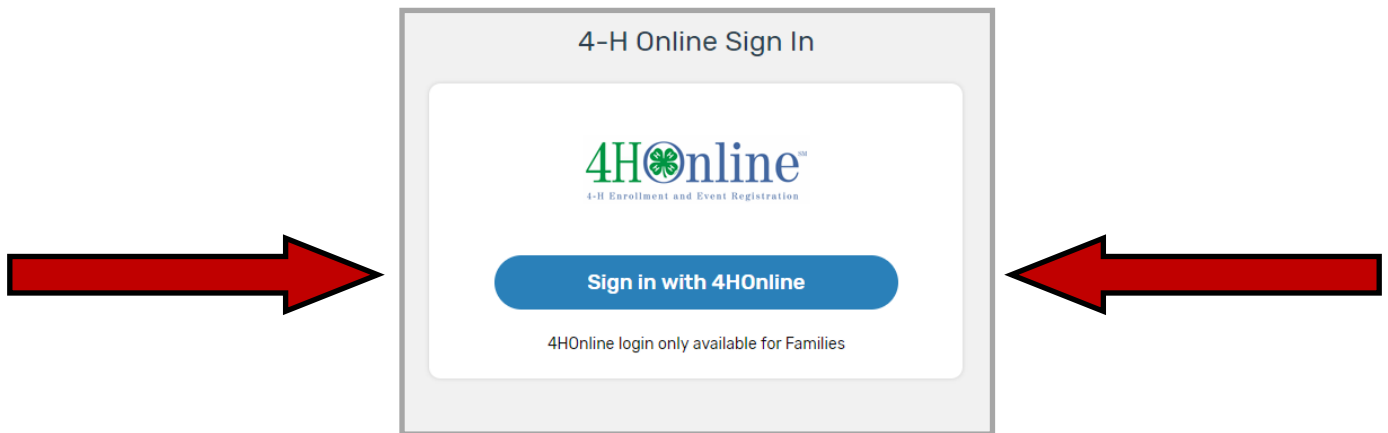 4-H Online Sign In
4HOnline℠
4-H Enrollment and Event Registration
Sign in with 4HOnline
4HOnline login only available for Families